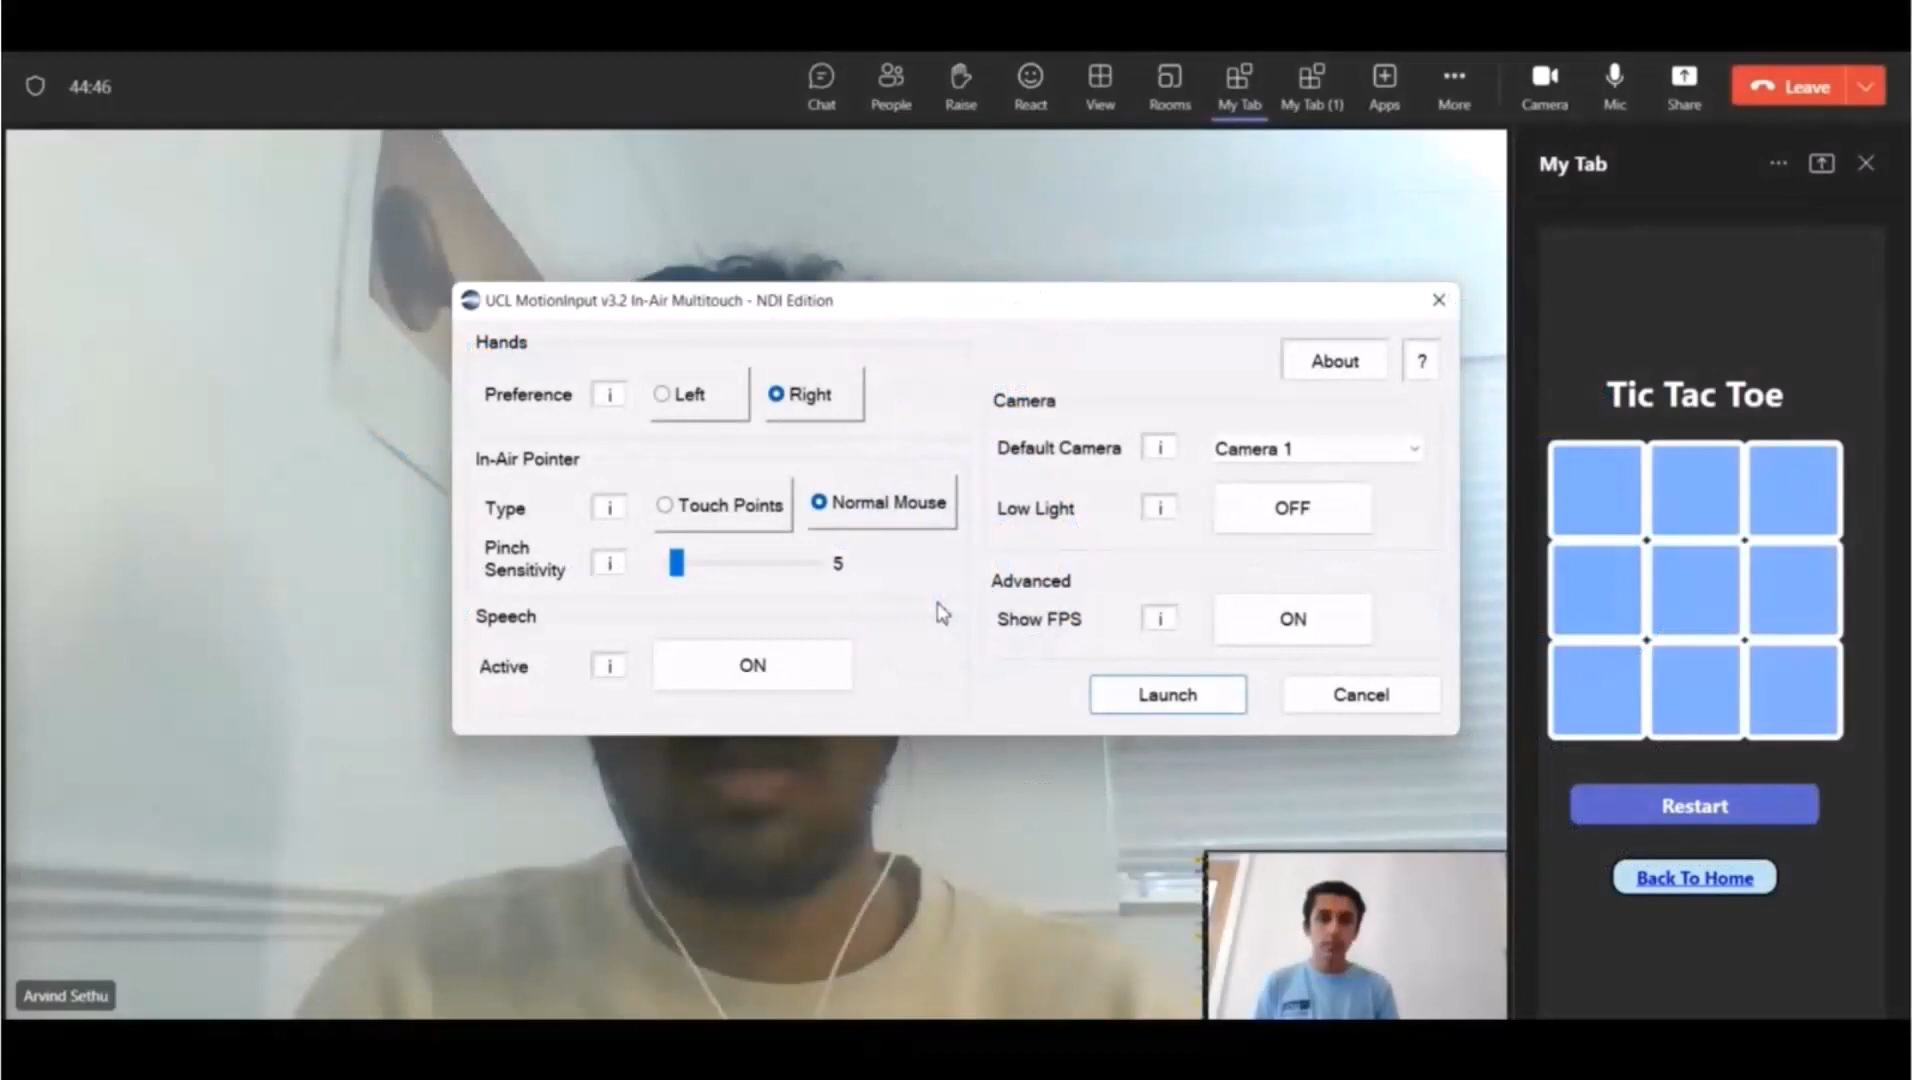 44:46
Chat
People
Raise
React
View
Rooms
My Tab
My Tab (1)
Apps
More
Camera
Mic
Share
Leave
My Tab
UCL MotionInput v3.2 In-Air Multitouch - NDI Edition
Hands
Preference i Left Right
In-Air Pointer
Type i Touch Points Normal Mouse
Pinch
Sensitivity i 5
Speech
Active i ON
About ?
Camera
Default Camera i Camera 1
Low Light i OFF
Advanced
Show FPS i ON
Launch Cancel
Tic Tac Toe
Restart
Back To Home
Arvind Sethu